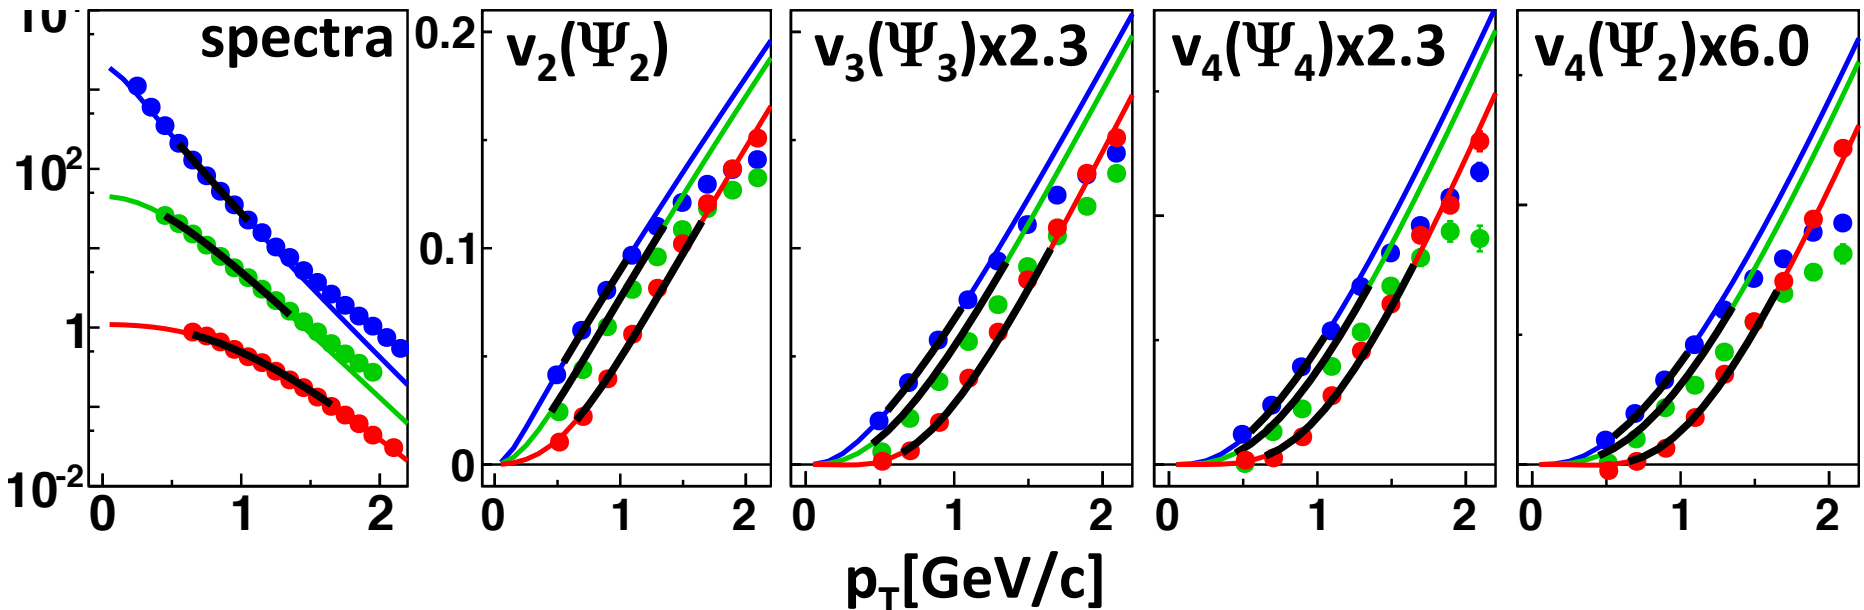 spectra
10²
1
10⁻²
0 1 2
v₂(Ψ₂)
0.2
0.1
0
0 1 2
v₃(Ψ₃)x2.3
0 1 2
v₄(Ψ₄)x2.3
0 1 2
v₄(Ψ₂)x6.0
0 1 2
p_T[GeV/c]